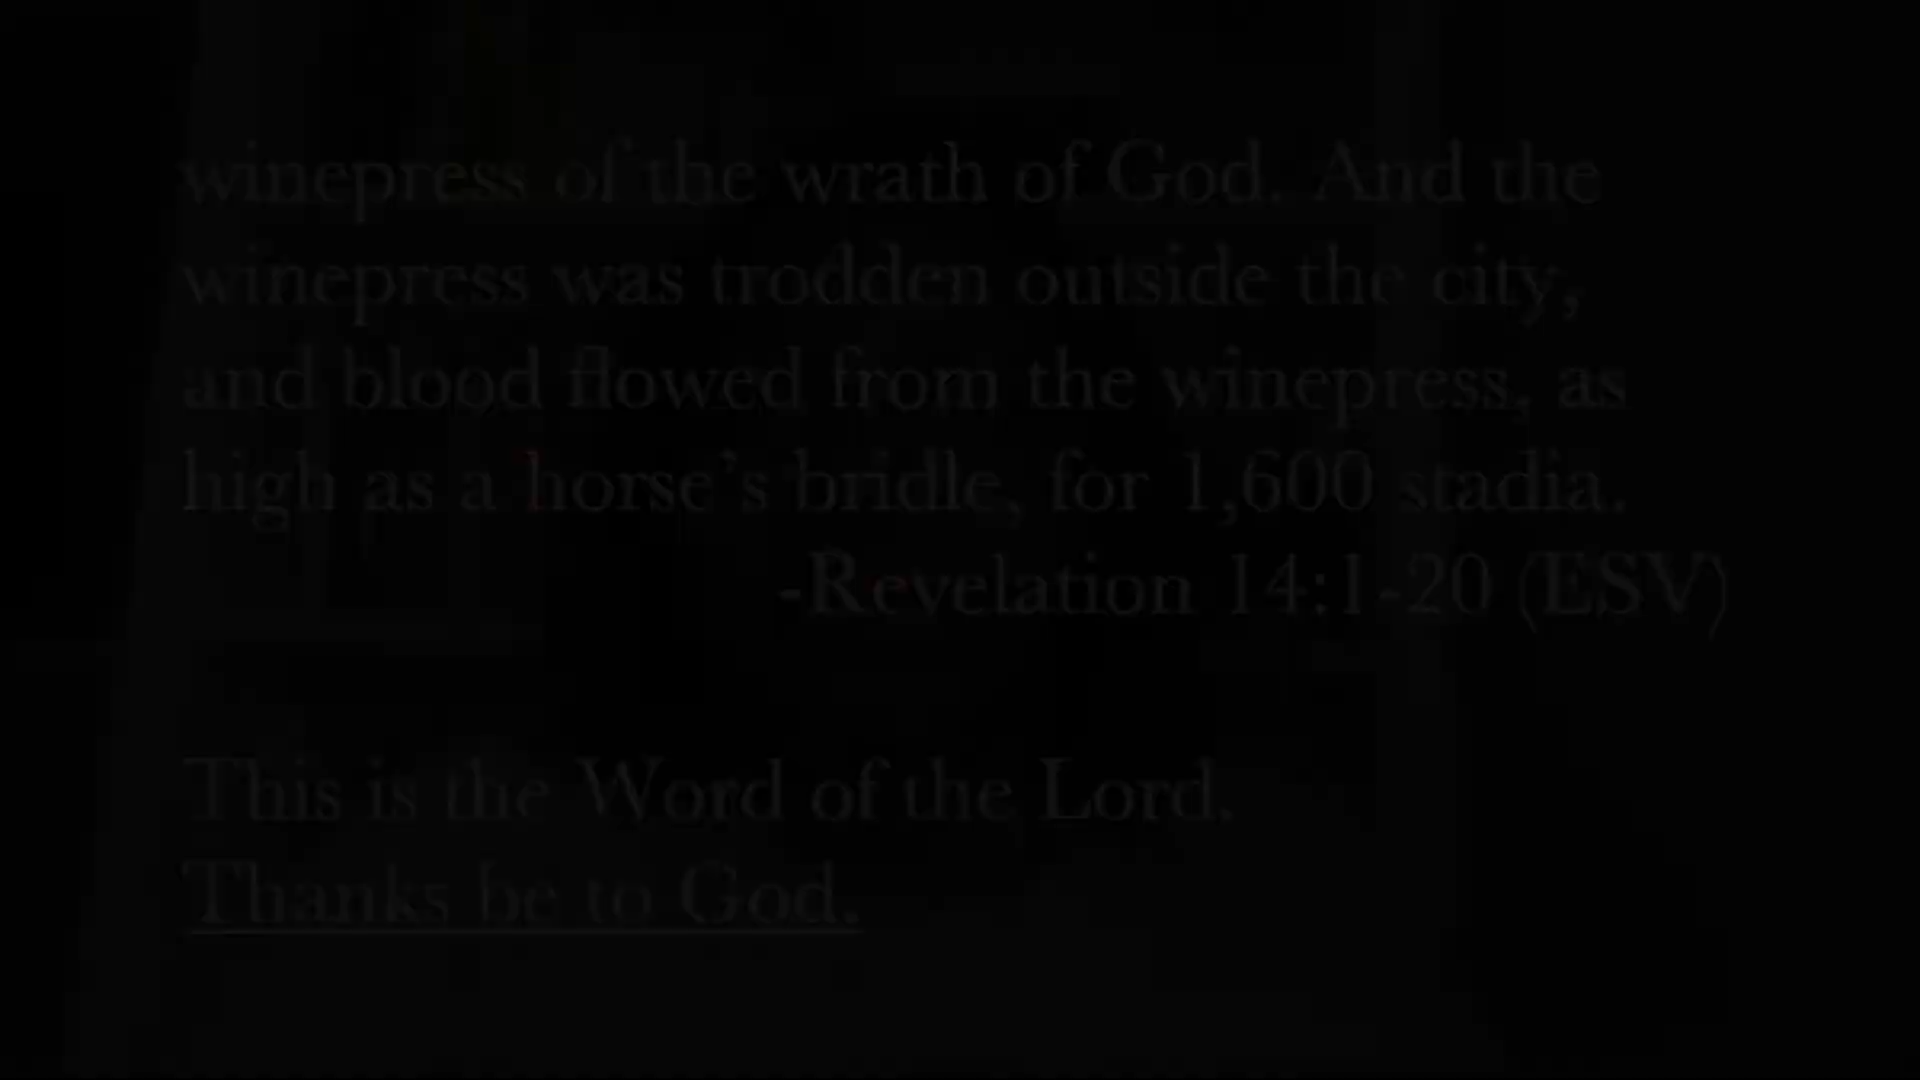 winepress of the wrath of God. And the
winepress was trodden outside the city,
and blood flowed from the winepress, as
high as a horse’s bridle, for 1,600 stadia.
-Revelation 14:1-20 (ESV)
This is the Word of the Lord.
Thanks be to God.